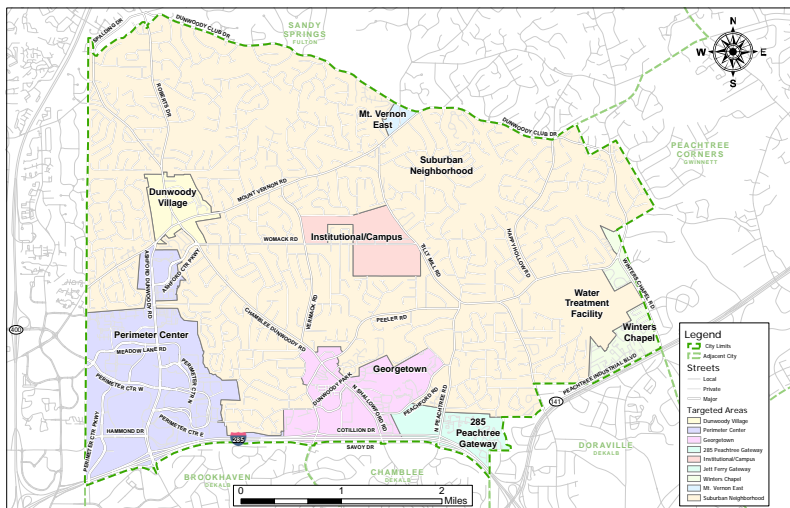 SANDY
SPRINGS
FULTON
SPALDING DR
DUNWOODY CLUB DR
N
W
E
S
ROBERTS DR
Mt. Vernon
East
DUNWOODY CLUB DR
PEACHTREE
CORNERS
GWINNETT
Suburban
Neighborhood
Dunwoody
Village
MOUNT VERNON RD
Institutional/Campus
WOMACK RD
TILLY MILL RD
HAPPY HOLLOW RD
ASHFORD DUNWOODY RD
ASHFORD CTR PKWY
VERMACK RD
WINTERS CHAPEL RD
Water
Treatment
Facility
CHAMBLEE DUNWOODY RD
PEELER RD
Winters
Chapel
400
Perimeter Center
MEADOW LANE RD
PERIMETER CTR N
PERIMETER CTR W
Georgetown
DUNWOODY PARK
N SHALLOWFORD RD
PEACHFORD RD
N PEACHTREE RD
PEACHTREE INDUSTRIAL BLVD
141
PERIMETER CTR PKWY
HAMMOND DR
PERIMETER CTR E
COTILLION DR
285
SAVOY DR
285
Peachtree
Gateway
BROOKHAVEN
DEKALB
CHAMBLEE
DEKALB
DORAVILLE
DEKALB
0 1 2
Miles
Legend
City Limits
Adjacent City
Streets
Local
Private
Major
Targeted Areas
Dunwoody Village
Perimeter Center
Georgetown
285 Peachtree Gateway
Institutional/Campus
Jett Ferry Gateway
Winters Chapel
Mt. Vernon East
Suburban Neighborhood